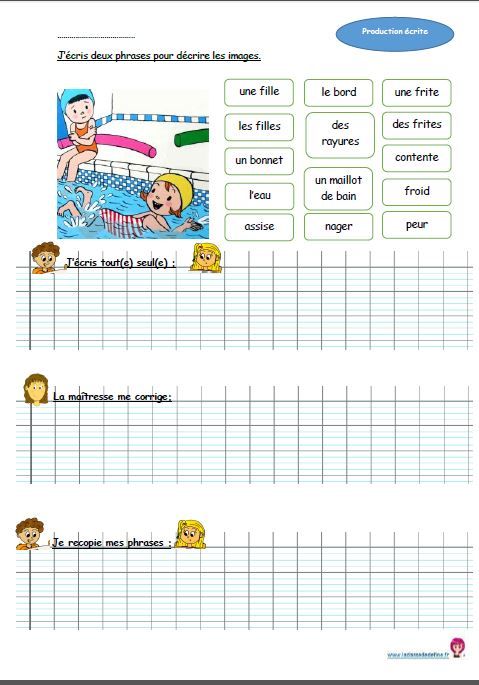 Production écrite
J'écris deux phrases pour décrire les images.
une fille
le bord
une frite
les filles
des
rayures
des frites
un bonnet
contente
l'eau
un maillot
de bain
froid
assise
nager
peur
J'écris tout(e) seul(e) :
La maîtresse me corrige:
Je recopie mes phrases :